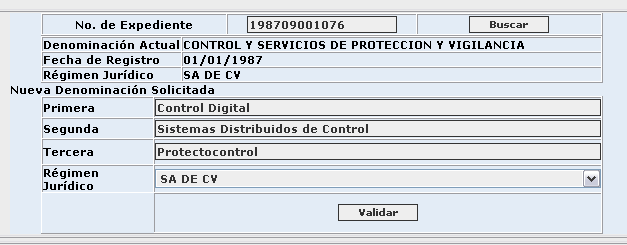 No. de Expediente 198709001076 Buscar
Denominación Actual CONTROL Y SERVICIOS DE PROTECCION Y VIGILANCIA
Fecha de Registro 01/01/1987
Régimen Jurídico SA DE CV
Nueva Denominación Solicitada
Primera Control Digital
Segunda Sistemas Distribuidos de Control
Tercera Protectocontrol
Régimen
Jurídico SA DE CV
Validar